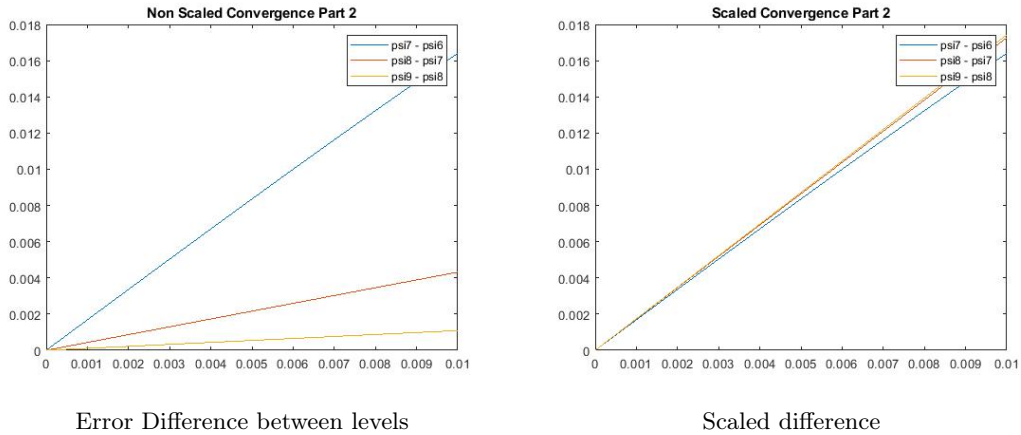 Non Scaled Convergence Part 2
0.018
0.016
0.014
0.012
0.01
0.008
0.006
0.004
0.002
0
psi7 - psi6
psi8 - psi7
psi9 - psi8
0 0.001 0.002 0.003 0.004 0.005 0.006 0.007 0.008 0.009 0.01
Error Difference between levels
Scaled Convergence Part 2
0.018
0.016
0.014
0.012
0.01
0.008
0.006
0.004
0.002
0
psi7 - psi6
psi8 - psi7
psi9 - psi8
0 0.001 0.002 0.003 0.004 0.005 0.006 0.007 0.008 0.009 0.01
Scaled difference